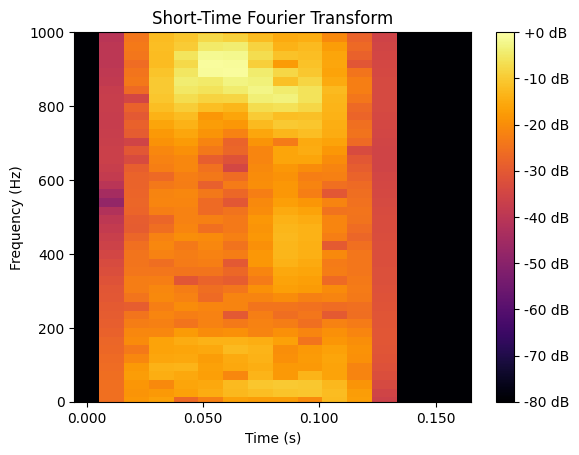 Short-Time Fourier Transform
1000
800
600
400
200
0
Frequency (Hz)
0.000
0.050
0.100
0.150
Time (s)
+0 dB
-10 dB
-20 dB
-30 dB
-40 dB
-50 dB
-60 dB
-70 dB
-80 dB